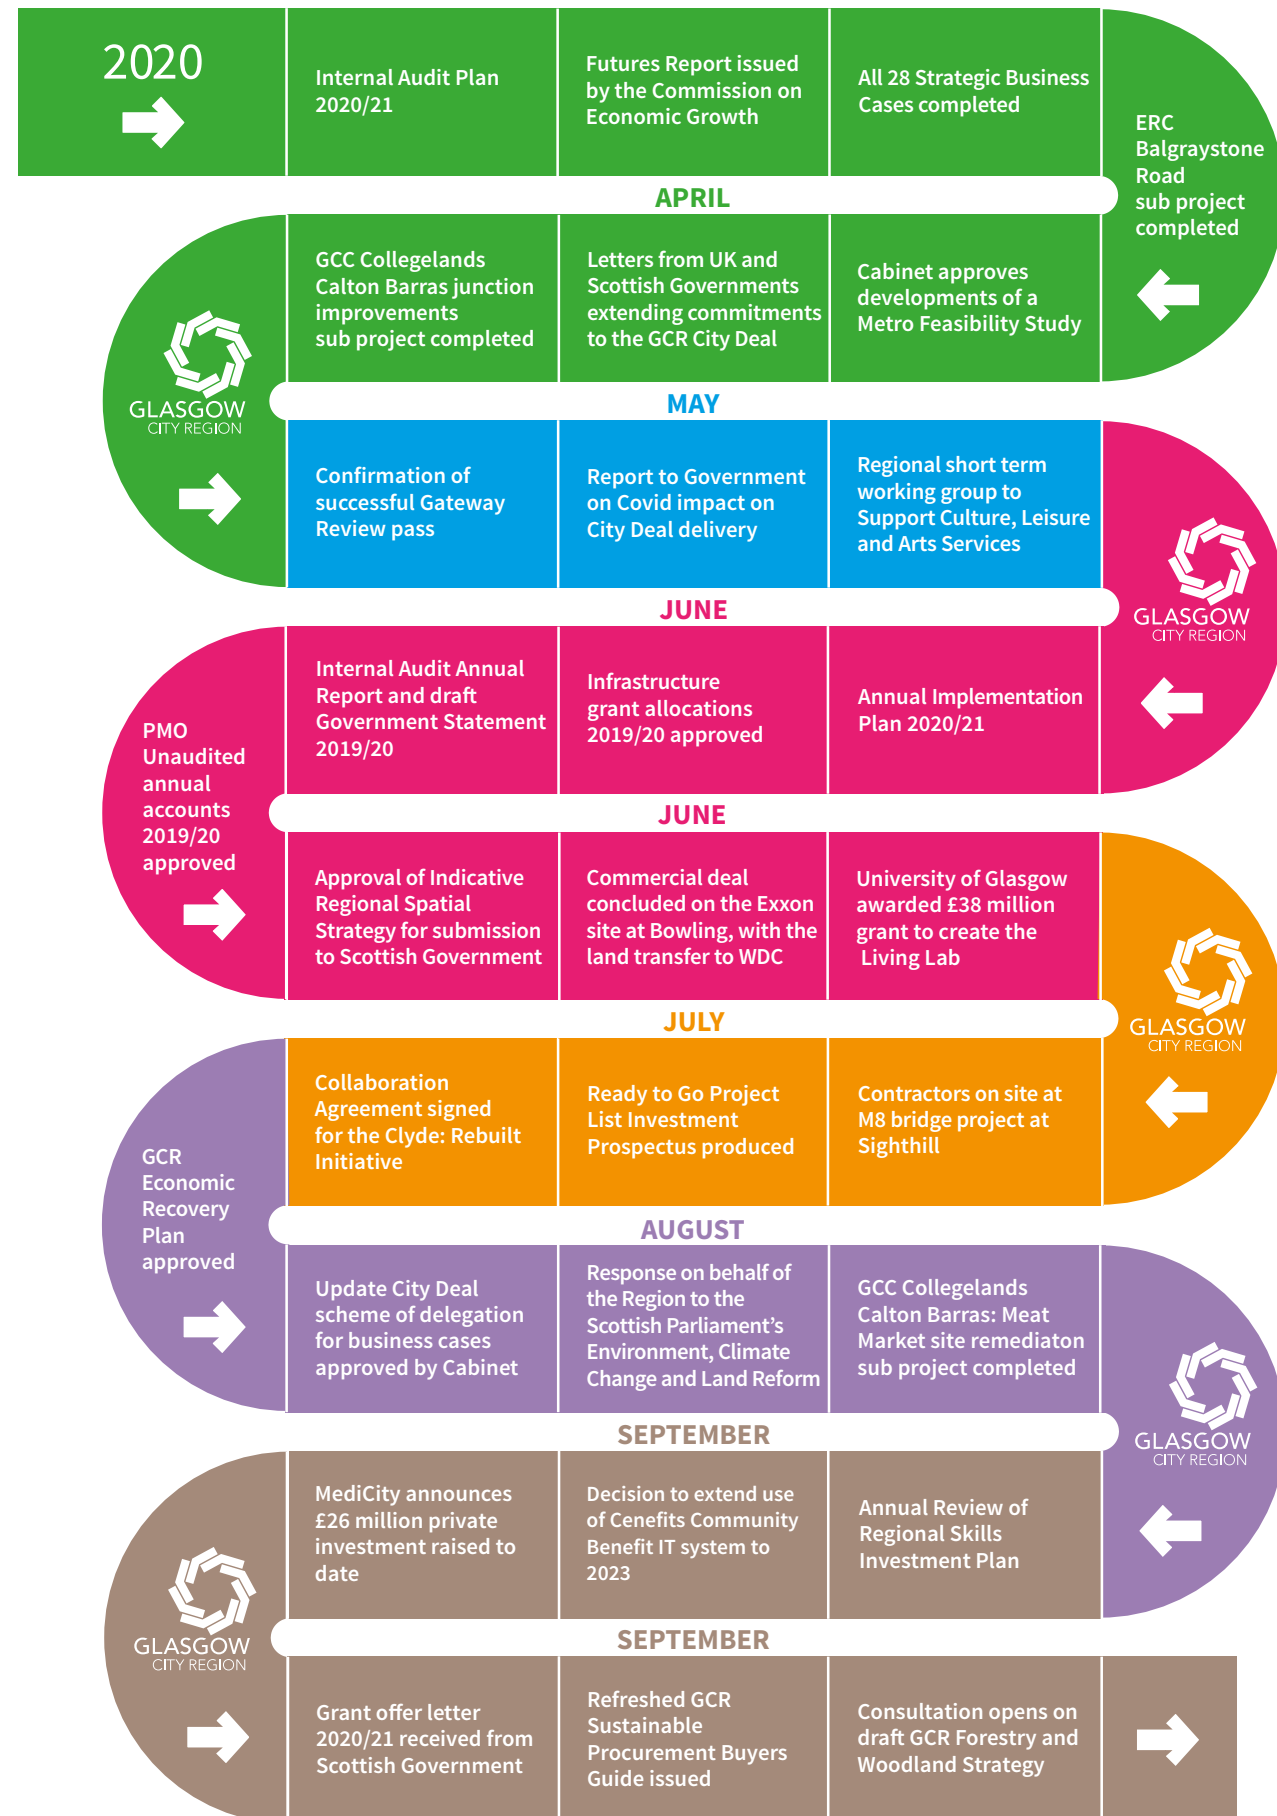 2020
Internal Audit Plan
2020/21
Futures Report issued
by the Commission on
Economic Growth
All 28 Strategic Business
Cases completed
ERC
Balgraystone
Road
sub project
completed
APRIL
GCC Collegelands
Calton Barras junction
improvements
sub project completed
Letters from UK and
Scottish Governments
extending commitments
to the GCR City Deal
Cabinet approves
developments of a
Metro Feasibility Study
GLASGOW
CITY REGION
MAY
Confirmation of
successful Gateway
Review pass
Report to Government
on Covid impact on
City Deal delivery
Regional short term
working group to
Support Culture, Leisure
and Arts Services
GLASGOW
CITY REGION
JUNE
Internal Audit Annual
Report and draft
Government Statement
2019/20
Infrastructure
grant allocations
2019/20 approved
Annual Implementation
Plan 2020/21
PMO
Unaudited
annual
accounts
2019/20
approved
JUNE
Approval of Indicative
Regional Spatial
Strategy for submission
to Scottish Government
Commercial deal
concluded on the Exxon
site at Bowling, with the
land transfer to WDC
University of Glasgow
awarded £38 million
grant to create the
Living Lab
GLASGOW
CITY REGION
JULY
Collaboration
Agreement signed
for the Clyde: Rebuilt
Initiative
Ready to Go Project
List Investment
Prospectus produced
Contractors on site at
M8 bridge project at
Sighthill
GCR
Economic
Recovery
Plan
approved
AUGUST
Update City Deal
scheme of delegation
for business cases
approved by Cabinet
Response on behalf of
the Region to the
Scottish Parliament’s
Environment, Climate
Change and Land Reform
GCC Collegelands
Calton Barras: Meat
Market site remediaton
sub project completed
GLASGOW
CITY REGION
SEPTEMBER
MediCity announces
£26 million private
investment raised to
date
Decision to extend use
of Cenefits Community
Benefit IT system to
2023
Annual Review of
Regional Skills
Investment Plan
GLASGOW
CITY REGION
SEPTEMBER
Grant offer letter
2020/21 received from
Scottish Government
Refreshed GCR
Sustainable
Procurement Buyers
Guide issued
Consultation opens on
draft GCR Forestry and
Woodland Strategy